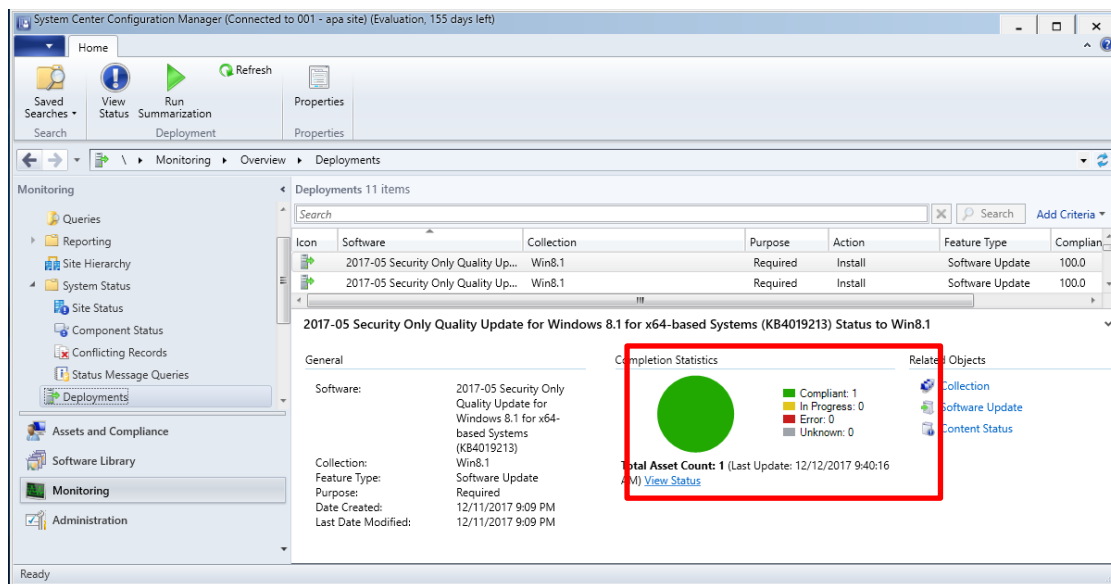 System Center Configuration Manager (Connected to 001 - apa site) (Evaluation, 155 days left)
Home
Saved Searches
View Status
Run Summarization
Refresh
Properties
Search
Deployment
Properties
\ Monitoring Overview Deployments
Monitoring
Queries
Reporting
Site Hierarchy
System Status
Site Status
Component Status
Conflicting Records
Status Message Queries
Deployments
Assets and Compliance
Software Library
Monitoring
Administration
Deployments 11 items
Search
Search
Add Criteria
Icon Software Collection Purpose Action Feature Type Complian
2017-05 Security Only Quality Up... Win8.1 Required Install Software Update 100.0
2017-05 Security Only Quality Up... Win8.1 Required Install Software Update 100.0
2017-05 Security Only Quality Update for Windows 8.1 for x64-based Systems (KB4019213) Status to Win8.1
General
Software: 2017-05 Security Only
Quality Update for
Windows 8.1 for x64-
based Systems
(KB4019213)
Collection: Win8.1
Feature Type: Software Update
Purpose: Required
Date Created: 12/11/2017 9:09 PM
Last Date Modified: 12/11/2017 9:09 PM
Completion Statistics
Compliant: 1
In Progress: 0
Error: 0
Unknown: 0
Total Asset Count: 1 (Last Update: 12/12/2017 9:40:16
AM) View Status
Related Objects
Collection
Software Update
Content Status
Ready